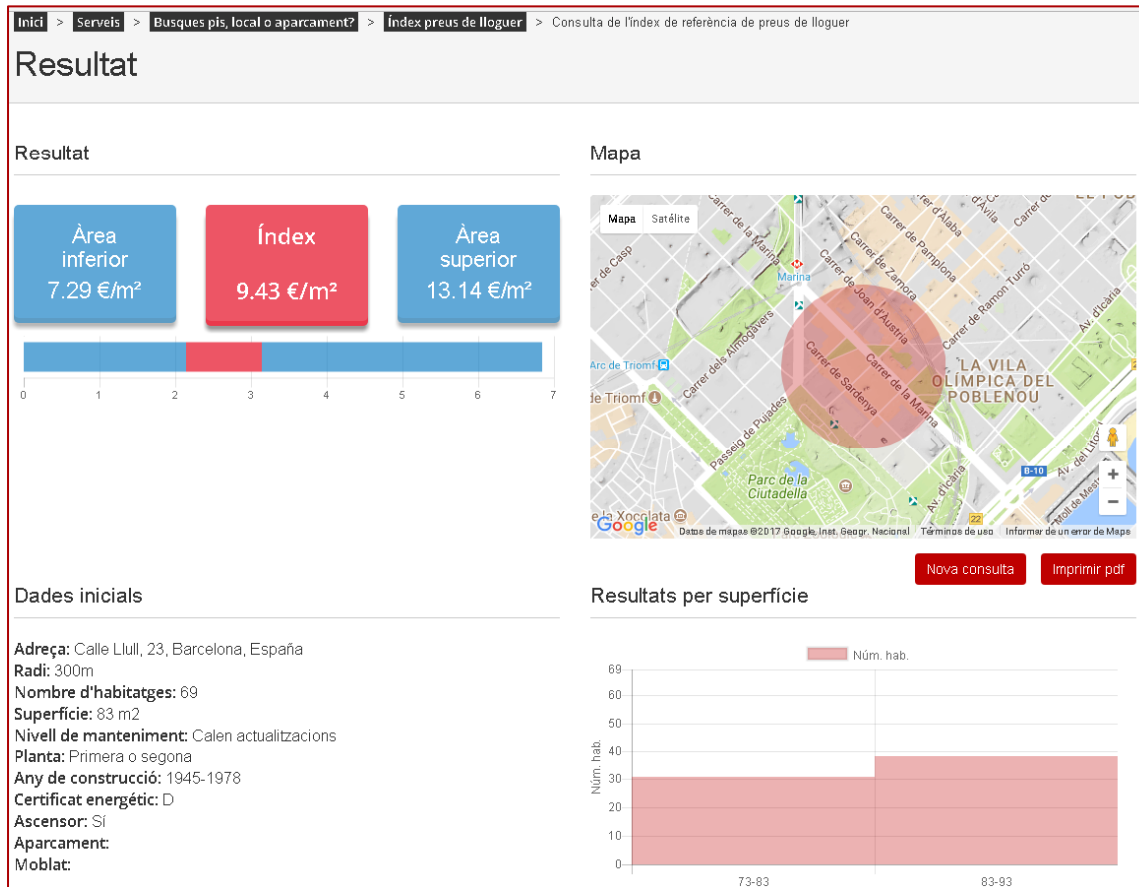 Inici > Serveis > Busques pis, local o aparcament? > Índex preus de lloguer > Consulta de l'índex de referència de preus de lloguer
Resultat
Resultat
Àrea
inferior
7.29 €/m²
Índex
9.43 €/m²
Àrea
superior
13.14 €/m²
0 1 2 3 4 5 6 7
Mapa
Mapa Satélite
Carrer de la Marina
Carrer d'Àlaba
d'Àvila
Carrer de Pamplona
Carrer de Zamora
Marina
Carrer de Joan d'Àustria
Carrer de Ramon Turró
Av. d'Icària
Arc de Triomf
de Triomf
Carrer dels Almogàvers
Carrer de Sardenya
Carrer de la Marina
LA VILA
OLÍMPICA DEL
POBLENOU
Passeig de Pujades
Parc de la
Ciutadella
B-10
22
Av. d'Icària
+
−
e la Xocolata
Google
Datos de mapas ©2017 Google, Inst. Geogr. Nacional Términos de uso Informar de un error de Maps
Nova consulta Imprimir pdf
Dades inicials
Adreça: Calle Llull, 23, Barcelona, España
Radi: 300m
Nombre d'habitatges: 69
Superfície: 83 m2
Nivell de manteniment: Calen actualitzacions
Planta: Primera o segona
Any de construcció: 1945-1978
Certificat energétic: D
Ascensor: Sí
Aparcament:
Moblat:
Resultats per superfície
Núm. hab.
Núm. hab.
69
60
50
40
30
20
10
0
73-83 83-93